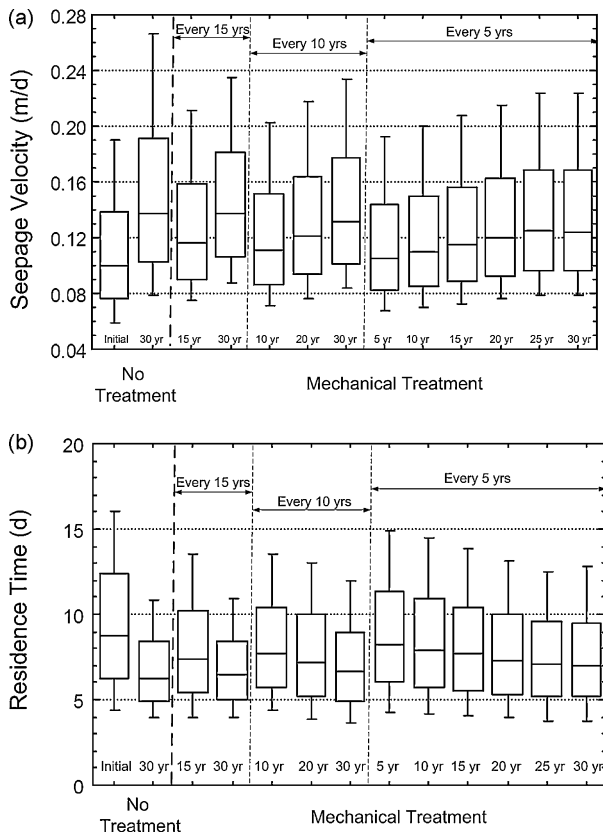 (a)
Seepage Velocity (m/d)
0.28
0.24
0.20
0.16
0.12
0.08
0.04
Every 15 yrs
Every 10 yrs
Every 5 yrs
Initial 30 yr 15 yr 30 yr 10 yr 20 yr 30 yr 5 yr 10 yr 15 yr 20 yr 25 yr 30 yr
No
Treatment
Mechanical Treatment
(b)
Residence Time (d)
20
15
10
5
0
Every 15 yrs
Every 10 yrs
Every 5 yrs
Initial 30 yr 15 yr 30 yr 10 yr 20 yr 30 yr 5 yr 10 yr 15 yr 20 yr 25 yr 30 yr
No
Treatment
Mechanical Treatment